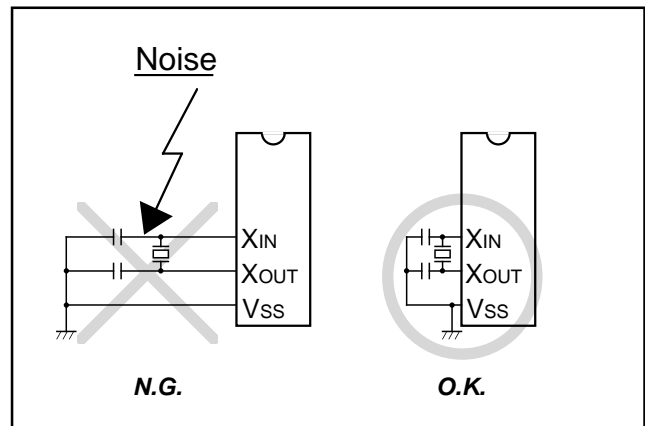 Noise
XIN
XOUT
VSS
N.G.
XIN
XOUT
VSS
O.K.